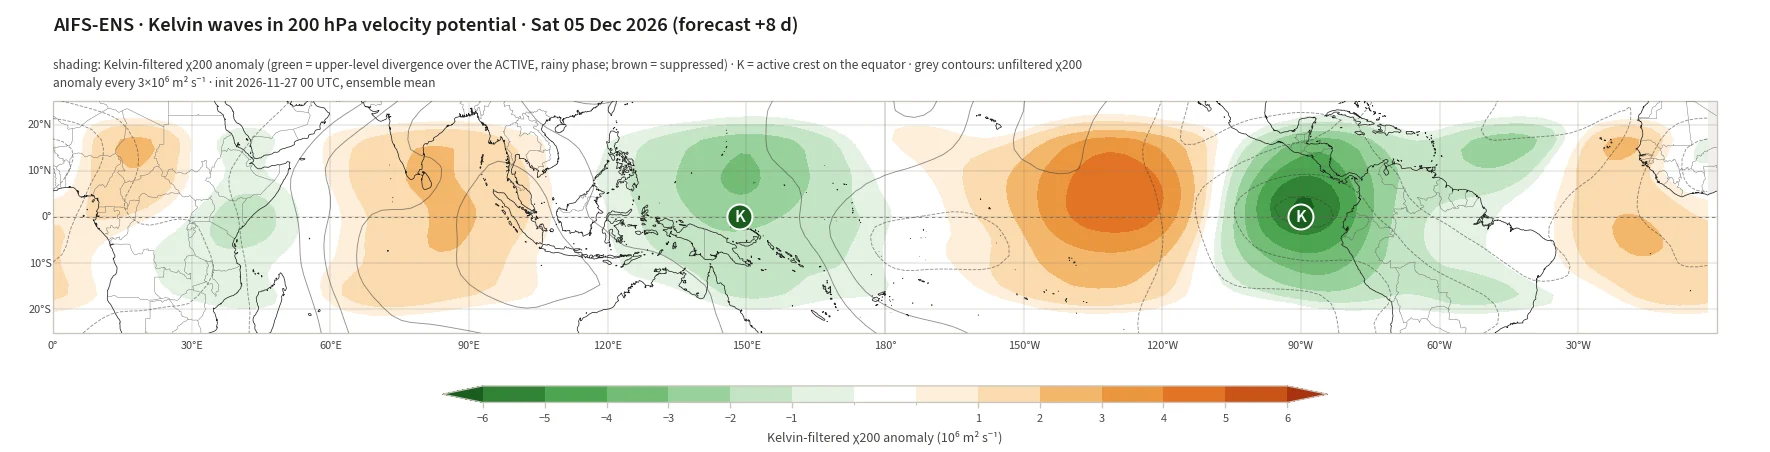 AIFS-ENS · Kelvin waves in 200 hPa velocity potential · Sat 05 Dec 2026 (forecast +8 d)
shading: Kelvin-filtered χ200 anomaly (green = upper-level divergence over the ACTIVE, rainy phase; brown = suppressed) · K = active crest on the equator · grey contours: unfiltered χ200
anomaly every 3×10⁶ m² s⁻¹ · init 2026-11-27 00 UTC, ensemble mean
20°N
10°N
0°
10°S
20°S
K K
0° 30°E 60°E 90°E 120°E 150°E 180° 150°W 120°W 90°W 60°W 30°W
−6 −5 −4 −3 −2 −1 1 2 3 4 5 6
Kelvin-filtered χ200 anomaly (10⁶ m² s⁻¹)